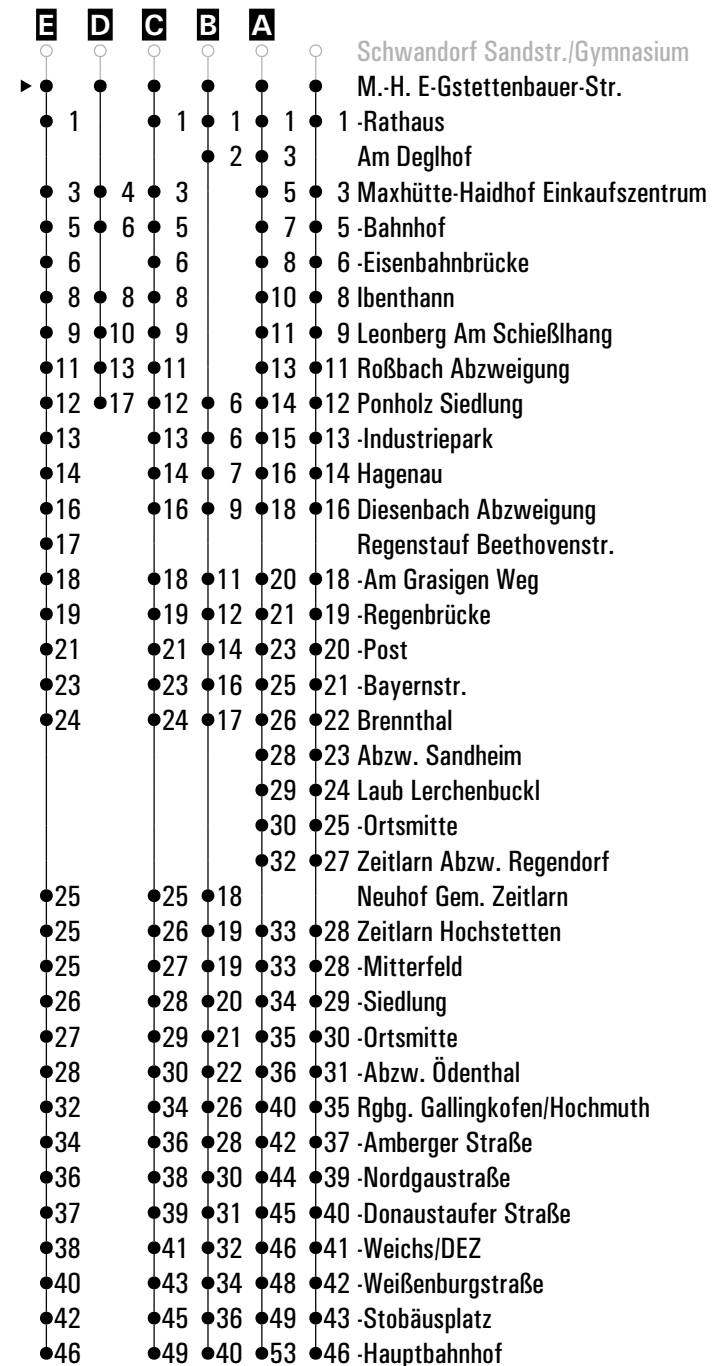 E D C B A
Schwandorf Sandstr./Gymnasium
M.-H. E-Gstettenbauer-Str.
1 1 1 1 1 -Rathaus
2 3 Am Deglhof
3 4 3 5 3 Maxhütte-Haidhof Einkaufszentrum
5 6 5 7 5 -Bahnhof
6 6 8 6 -Eisenbahnbrücke
8 8 8 10 8 Ibenthann
9 10 9 11 9 Leonberg Am Schießlhang
11 13 11 13 11 Roßbach Abzweigung
12 17 12 6 14 12 Ponholz Siedlung
13 13 6 15 13 -Industriepark
14 14 7 16 14 Hagenau
16 16 9 18 16 Diesenbach Abzweigung
17 Regenstauf Beethovenstr.
18 18 11 20 18 -Am Grasigen Weg
19 19 12 21 19 -Regenbrücke
21 21 14 23 20 -Post
23 23 16 25 21 -Bayernstr.
24 24 17 26 22 Brennthal
28 23 Abzw. Sandheim
29 24 Laub Lerchenbuckl
30 25 -Ortsmitte
32 27 Zeitlarn Abzw. Regendorf
25 25 18 Neuhof Gem. Zeitlarn
25 26 19 33 28 Zeitlarn Hochstetten
25 27 19 33 28 -Mitterfeld
26 28 20 34 29 -Siedlung
27 29 21 35 30 -Ortsmitte
28 30 22 36 31 -Abzw. Ödenthal
32 34 26 40 35 Rgbg. Gallingkofen/Hochmuth
34 36 28 42 37 -Amberger Straße
36 38 30 44 39 -Nordgaustraße
37 39 31 45 40 -Donaustaufer Straße
38 41 32 46 41 -Weichs/DEZ
40 43 34 48 42 -Weißenburgstraße
42 45 36 49 43 -Stobäusplatz
46 49 40 53 46 -Hauptbahnhof